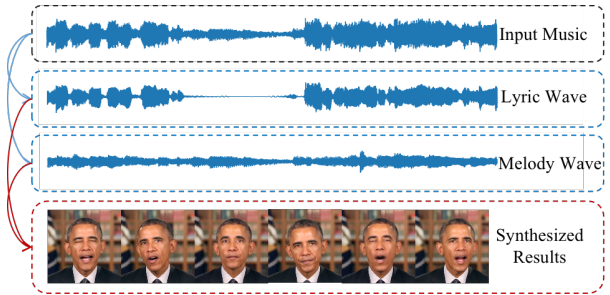 Input Music
Lyric Wave
Melody Wave
Synthesized
Results